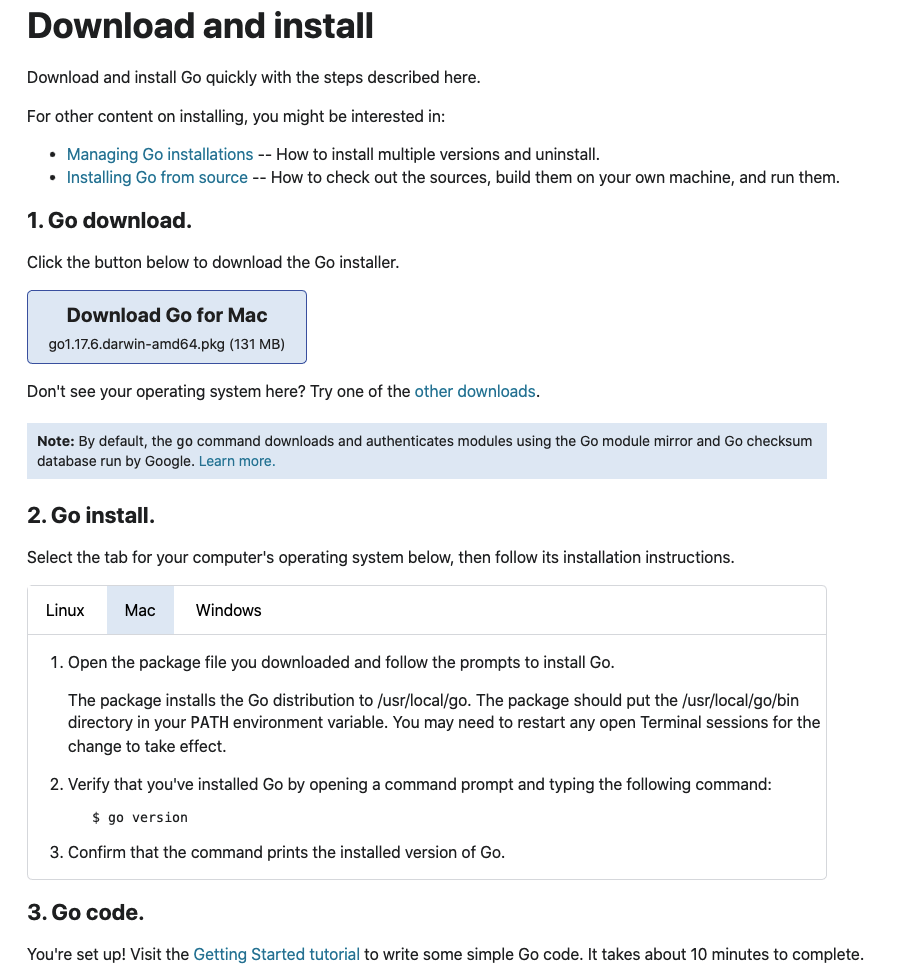 Download and install
Download and install Go quickly with the steps described here.
For other content on installing, you might be interested in:
• Managing Go installations -- How to install multiple versions and uninstall.
• Installing Go from source -- How to check out the sources, build them on your own machine, and run them.
1. Go download.
Click the button below to download the Go installer.
Download Go for Mac
go1.17.6.darwin-amd64.pkg (131 MB)
Don't see your operating system here? Try one of the other downloads.
Note: By default, the go command downloads and authenticates modules using the Go module mirror and Go checksum
database run by Google. Learn more.
2. Go install.
Select the tab for your computer's operating system below, then follow its installation instructions.
Linux Mac Windows
1. Open the package file you downloaded and follow the prompts to install Go.
The package installs the Go distribution to /usr/local/go. The package should put the /usr/local/go/bin
directory in your PATH environment variable. You may need to restart any open Terminal sessions for the
change to take effect.
2. Verify that you've installed Go by opening a command prompt and typing the following command:
$ go version
3. Confirm that the command prints the installed version of Go.
3. Go code.
You're set up! Visit the Getting Started tutorial to write some simple Go code. It takes about 10 minutes to complete.